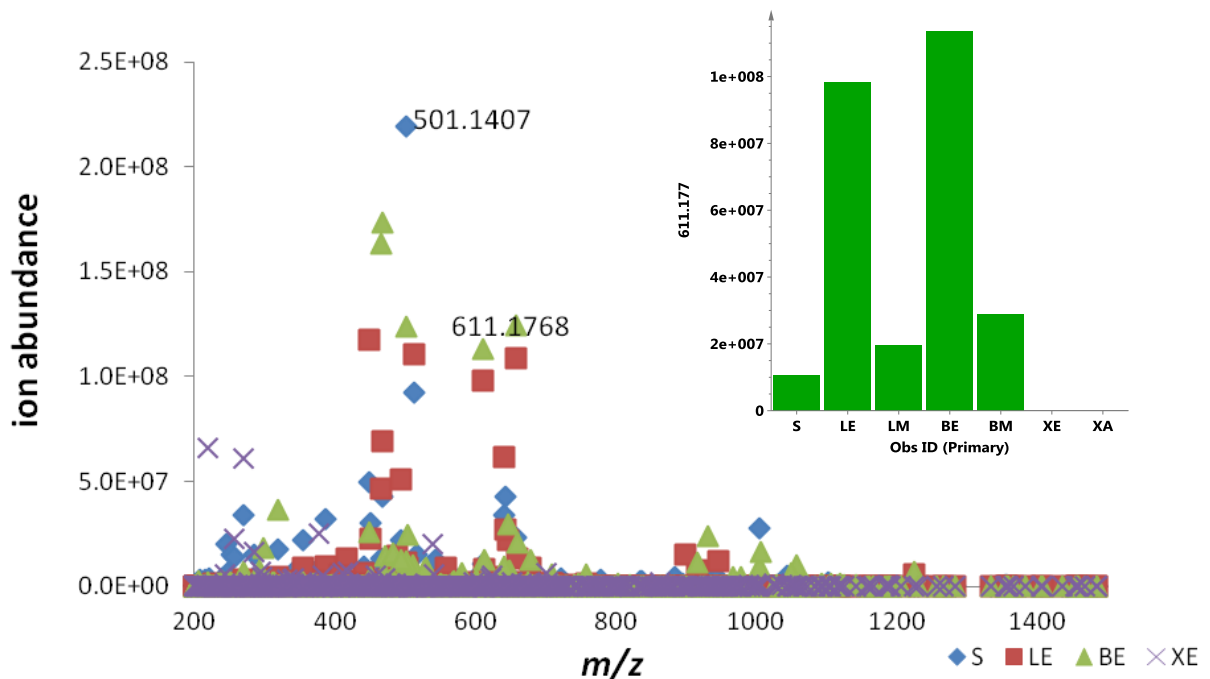 2.5E+08
2.0E+08
1.5E+08
1.0E+08
5.0E+07
0.0E+00
ion abundance
501.1407
611.1768
200 400 600 800 1000 1200 1400
m/z
S LE BE XE
1e+008
8e+007
6e+007
4e+007
2e+007
0
611.177
S LE LM BE BM XE XA
Obs ID (Primary)